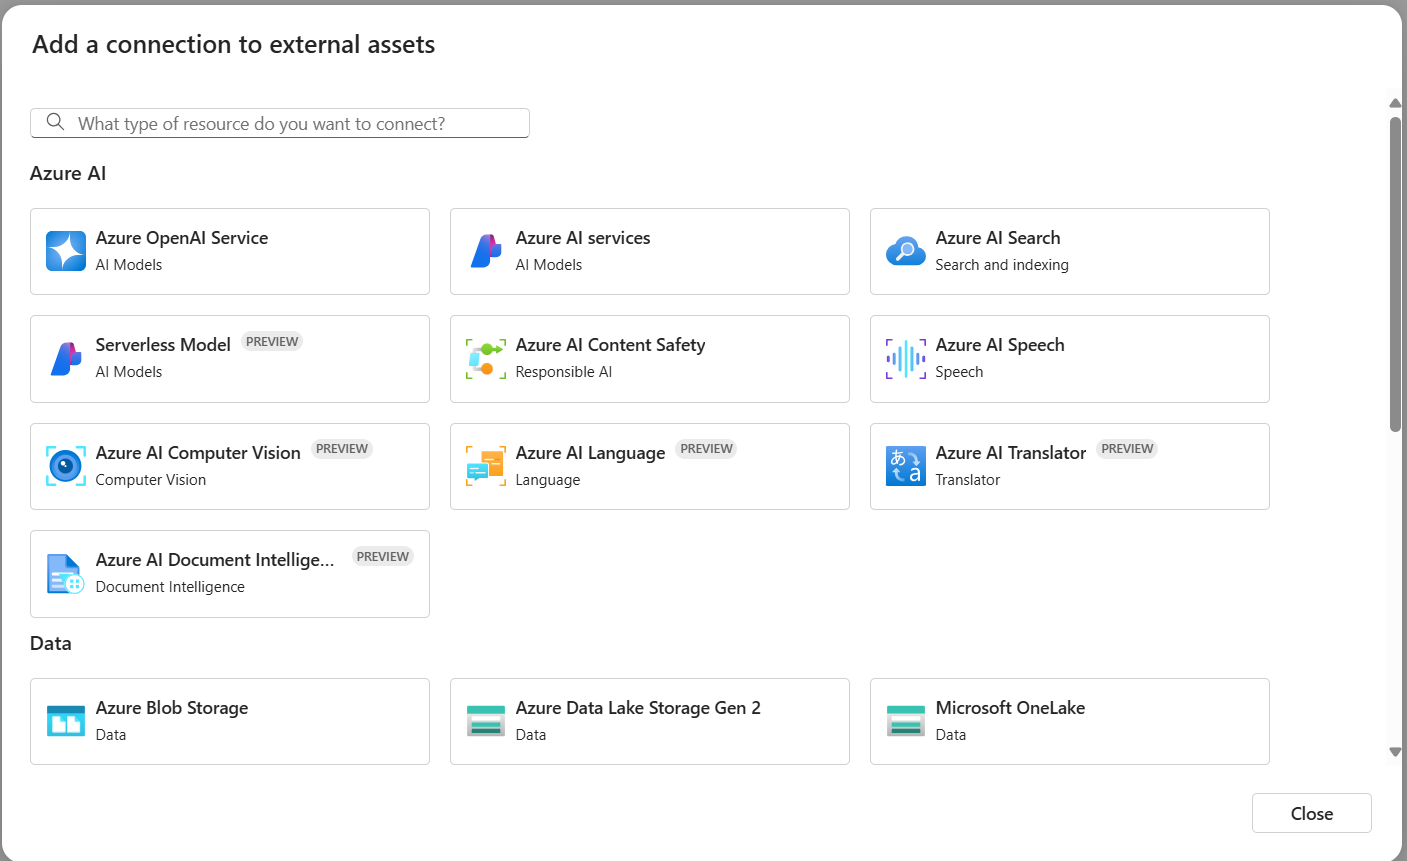 Add a connection to external assets
What type of resource do you want to connect?
Azure AI
Azure OpenAI Service
AI Models
Azure AI services
AI Models
Azure AI Search
Search and indexing
Serverless Model PREVIEW
AI Models
Azure AI Content Safety
Responsible AI
Azure AI Speech
Speech
Azure AI Computer Vision PREVIEW
Computer Vision
Azure AI Language PREVIEW
Language
Azure AI Translator PREVIEW
Translator
Azure AI Document Intellige... PREVIEW
Document Intelligence
Data
Azure Blob Storage
Data
Azure Data Lake Storage Gen 2
Data
Microsoft OneLake
Data
Close